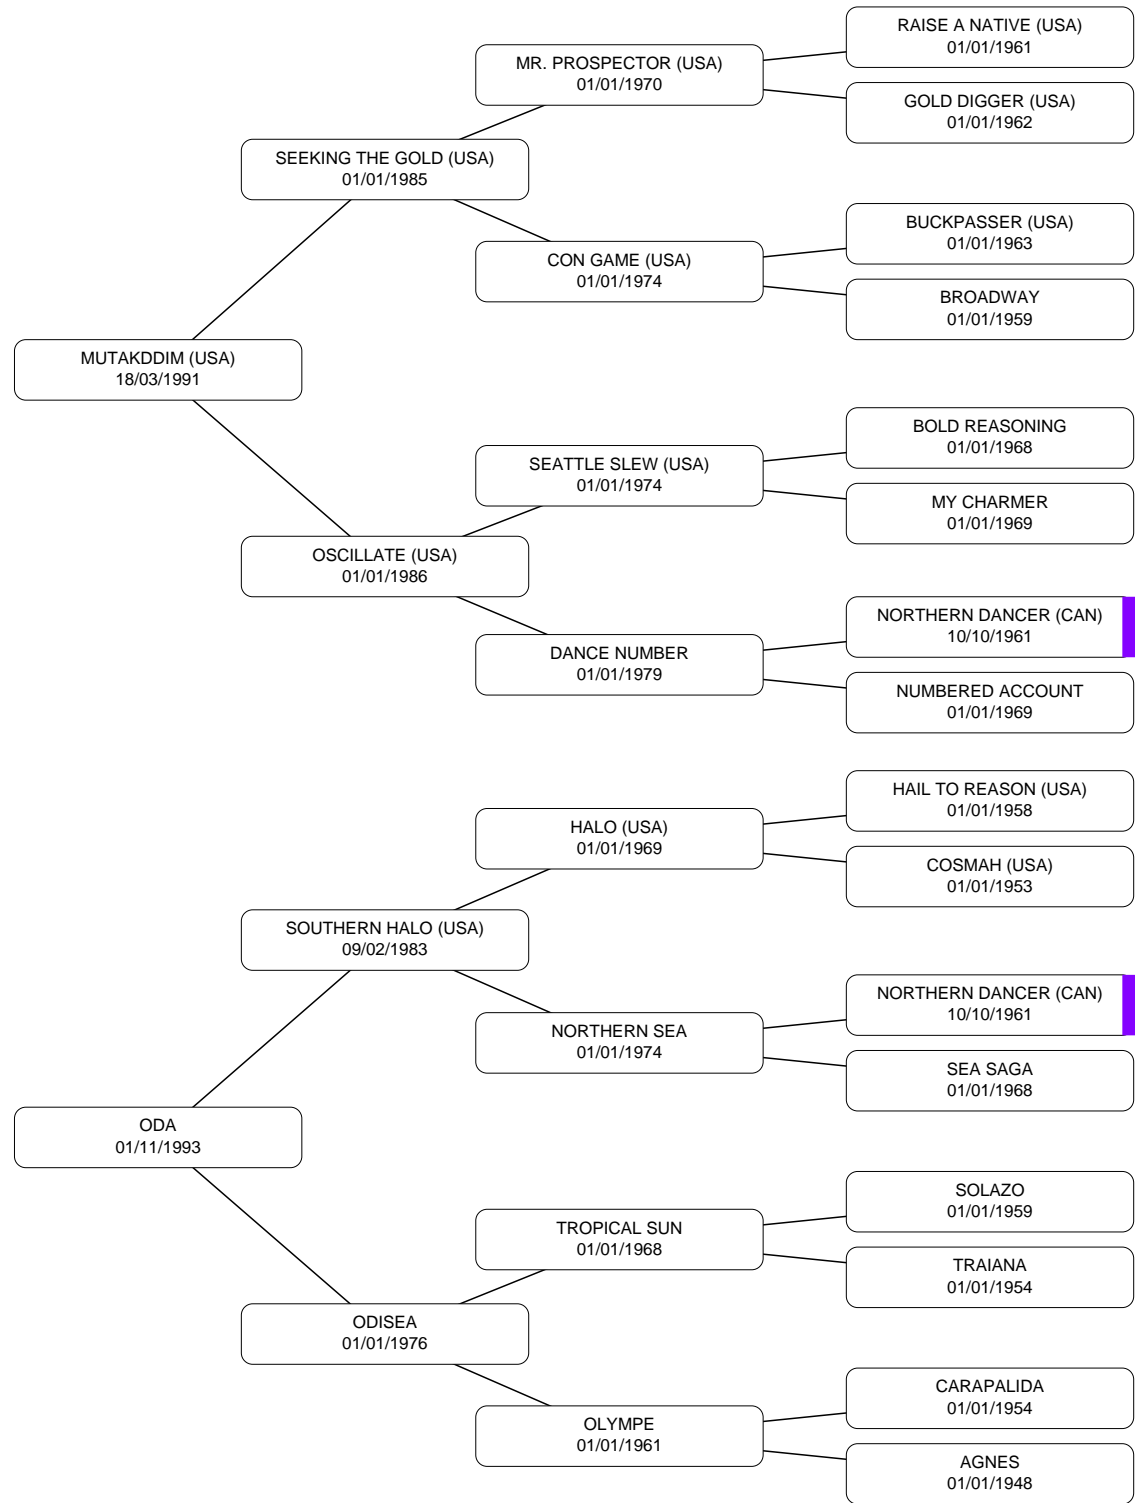 RAISE A NATIVE (USA)
01/01/1961
MR. PROSPECTOR (USA)
01/01/1970
GOLD DIGGER (USA)
01/01/1962
SEEKING THE GOLD (USA)
01/01/1985
BUCKPASSER (USA)
01/01/1963
CON GAME (USA)
01/01/1974
BROADWAY
01/01/1959
MUTAKDDIM (USA)
18/03/1991
BOLD REASONING
01/01/1968
SEATTLE SLEW (USA)
01/01/1974
MY CHARMER
01/01/1969
OSCILLATE (USA)
01/01/1986
NORTHERN DANCER (CAN)
10/10/1961
DANCE NUMBER
01/01/1979
NUMBERED ACCOUNT
01/01/1969
HAIL TO REASON (USA)
01/01/1958
HALO (USA)
01/01/1969
COSMAH (USA)
01/01/1953
SOUTHERN HALO (USA)
09/02/1983
NORTHERN DANCER (CAN)
10/10/1961
NORTHERN SEA
01/01/1974
SEA SAGA
01/01/1968
ODA
01/11/1993
SOLAZO
01/01/1959
TROPICAL SUN
01/01/1968
TRAIANA
01/01/1954
ODISEA
01/01/1976
CARAPALIDA
01/01/1954
OLYMPE
01/01/1961
AGNES
01/01/1948